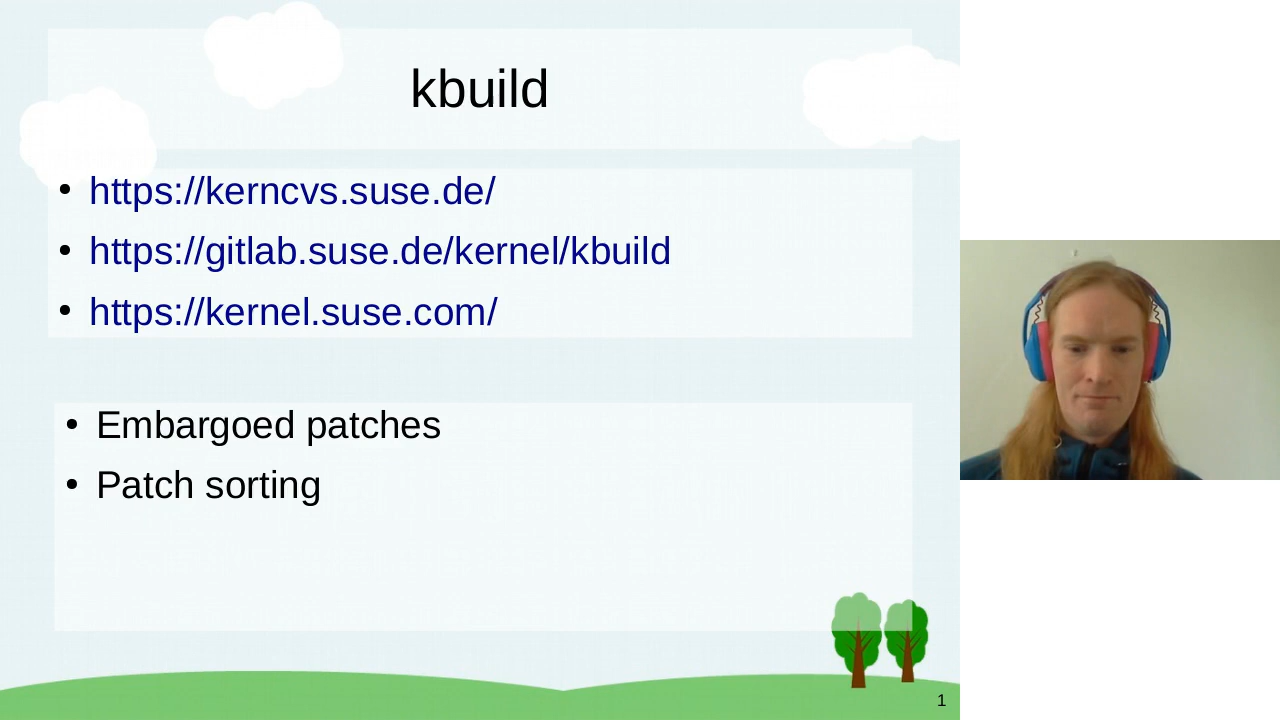 kbuild
• https://kerncvs.suse.de/
• https://gitlab.suse.de/kernel/kbuild
• https://kernel.suse.com/
• Embargoed patches
• Patch sorting
1